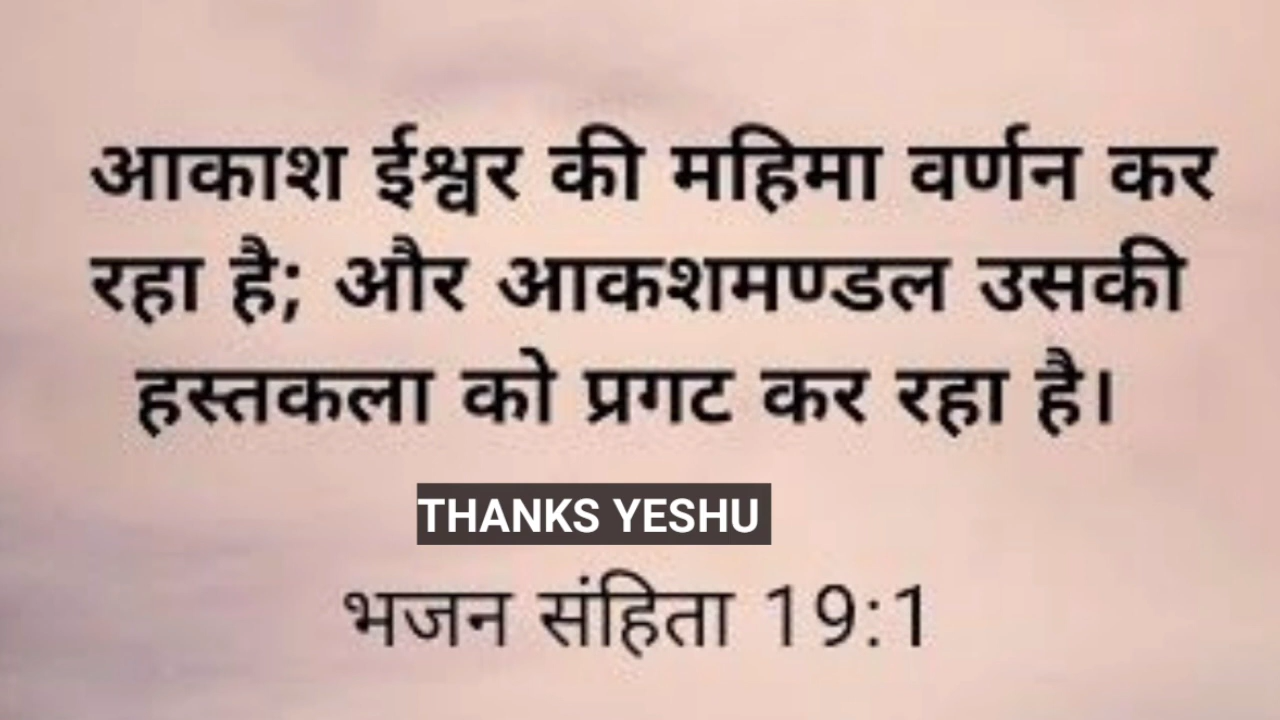 आकाश ईश्वर की महिमा वर्णन कर
रहा है; और आकशमण्डल उसकी
हस्तकला को प्रगट कर रहा है।
THANKS YESHU
भजन संहिता 19:1